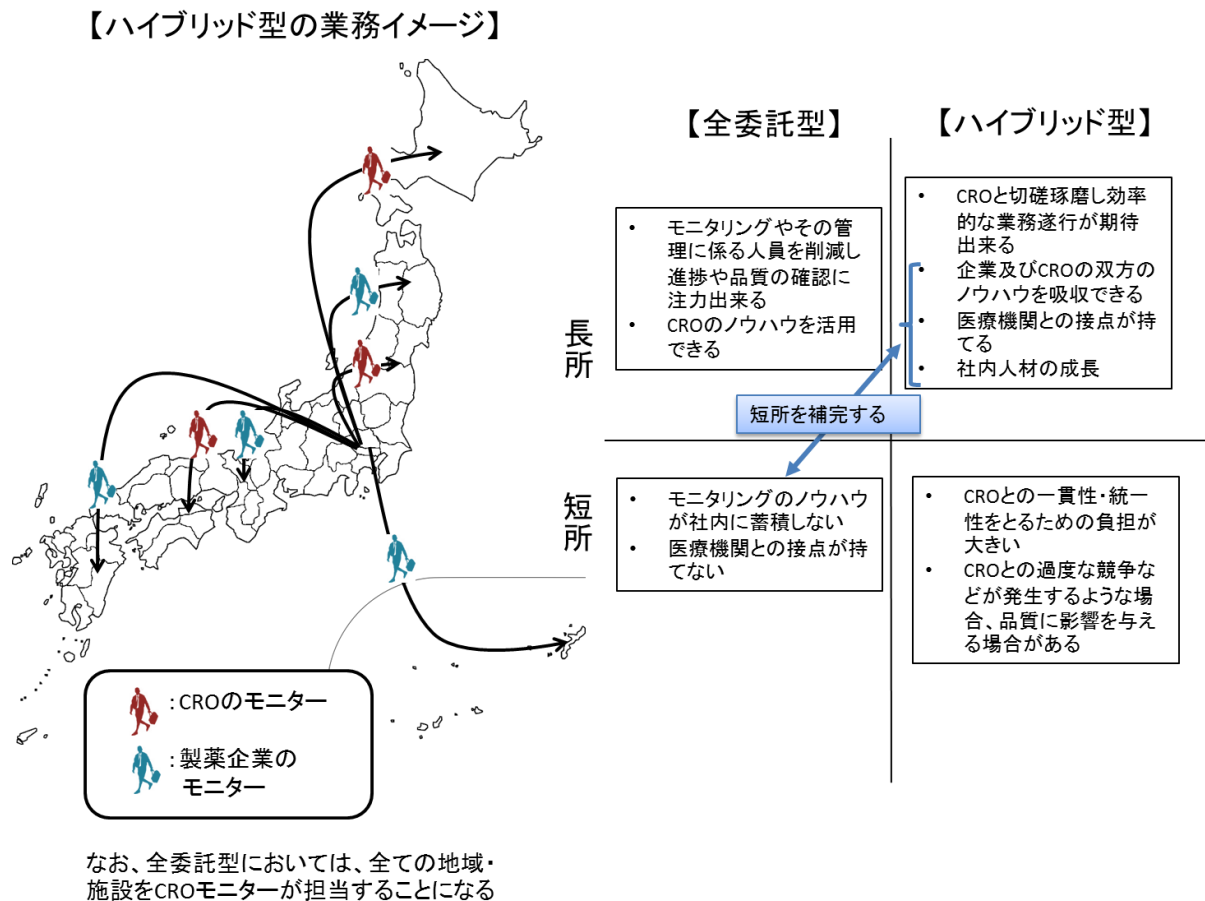 【ハイブリッド型の業務イメージ】
：CROのモニター
：製薬企業の
モニター
なお、全委託型においては、全ての地域・
施設をCROモニターが担当することになる
【全委託型】
【ハイブリッド型】
長所
• モニタリングやその管
理に係る人員を削減し
進捗や品質の確認に
注力出来る
• CROのノウハウを活用
できる
• CROと切磋琢磨し効率
的な業務遂行が期待
出来る
• 企業及びCROの双方の
ノウハウを吸収できる
• 医療機関との接点が持
てる
• 社内人材の成長
短所を補完する
短所
• モニタリングのノウハウ
が社内に蓄積しない
• 医療機関との接点が持
てない
• CROとの一貫性・統一
性をとるための負担が
大きい
• CROとの過度な競争な
どが発生するような場
合、品質に影響を与え
る場合がある